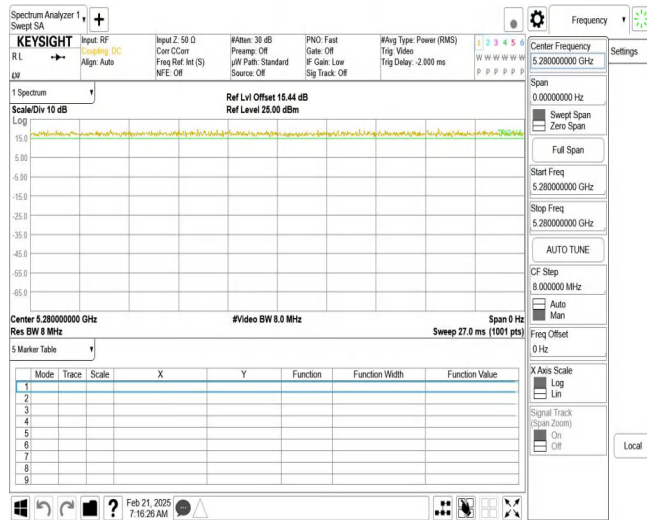 Spectrum Analyzer 1
Swept SA
Frequency
KEYSIGHT
R L
Input: RF
Coupling: DC
Align: Auto
Input Z: 50 Ω
Corr CCorr
Freq Ref: Int (S)
NFE: Off
#Atten: 30 dB
Preamp: Off
µW Path: Standard
Source: Off
PNO: Fast
Gate: Off
IF Gain: Low
Sig Track: Off
#Avg Type: Power (RMS)
Trig: Video
Trig Delay: -2.000 ms
1 2 3 4 5 6
W W W W W W
P P P P P P
1 Spectrum
Scale/Div 10 dB
Ref Lvl Offset 15.44 dB
Ref Level 25.00 dBm
Log
15.0
5.00
-5.00
-15.0
-25.0
-35.0
-45.0
-55.0
-65.0
Center 5.280000000 GHz
#Video BW 8.0 MHz
Span 0 Hz
Res BW 8 MHz
Sweep 27.0 ms (1001 pts)
5 Marker Table
Mode Trace Scale X Y Function Function Width Function Value
1
2
3
4
5
6
7
8
9
Feb 21, 2025
7:16:26 AM
Center Frequency
5.280000000 GHz
Span
0.00000000 Hz
Swept Span
Zero Span
Full Span
Start Freq
5.280000000 GHz
Stop Freq
5.280000000 GHz
AUTO TUNE
CF Step
8.000000 MHz
Auto
Man
Freq Offset
0 Hz
X Axis Scale
Log
Lin
Signal Track
(Span Zoom)
On
Off
Settings
Local